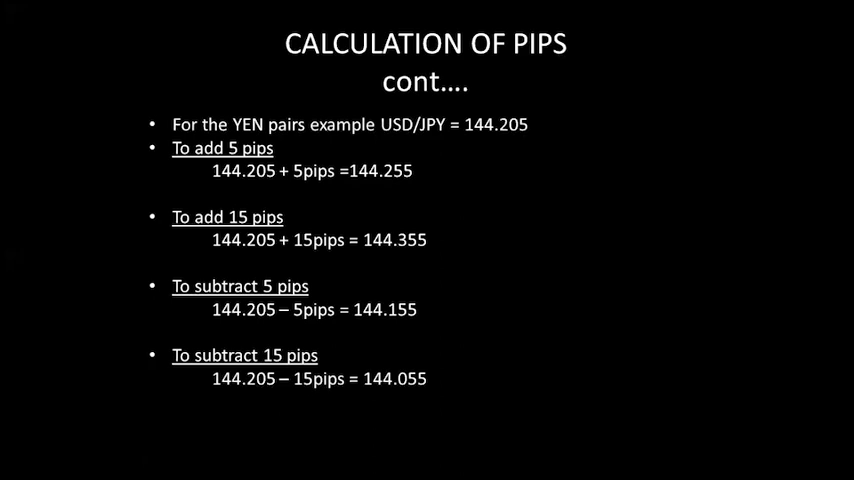 CALCULATION OF PIPS
cont....
• For the YEN pairs example USD/JPY = 144.205
• To add 5 pips
144.205 + 5pips =144.255
• To add 15 pips
144.205 + 15pips = 144.355
• To subtract 5 pips
144.205 – 5pips = 144.155
• To subtract 15 pips
144.205 – 15pips = 144.055